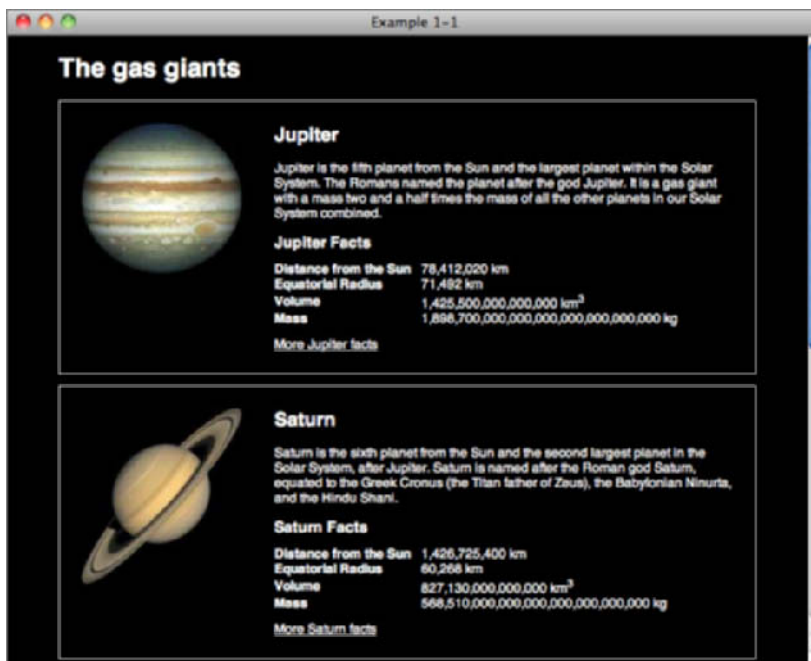 Example 1-1
The gas giants
Jupiter
Jupiter is the fifth planet from the Sun and the largest planet within the Solar
System. The Romans named the planet after the god Jupiter. It is a gas giant
with a mass two and a half times the mass of all the other planets in our Solar
System combined.
Jupiter Facts
Distance from the Sun 78,412,020 km
Equatorial Radius 71,492 km
Volume 1,425,500,000,000,000 km³
Mass 1,898,700,000,000,000,000,000,000,000 kg
More Jupiter facts
Saturn
Saturn is the sixth planet from the Sun and the second largest planet in the
Solar System, after Jupiter. Saturn is named after the Roman god Saturn,
equated to the Greek Cronus (the Titan father of Zeus), the Babylonian Ninurta,
and the Hindu Shani.
Saturn Facts
Distance from the Sun 1,426,725,400 km
Equatorial Radius 60,268 km
Volume 827,130,000,000,000 km³
Mass 568,510,000,000,000,000,000,000,000 kg
More Saturn facts